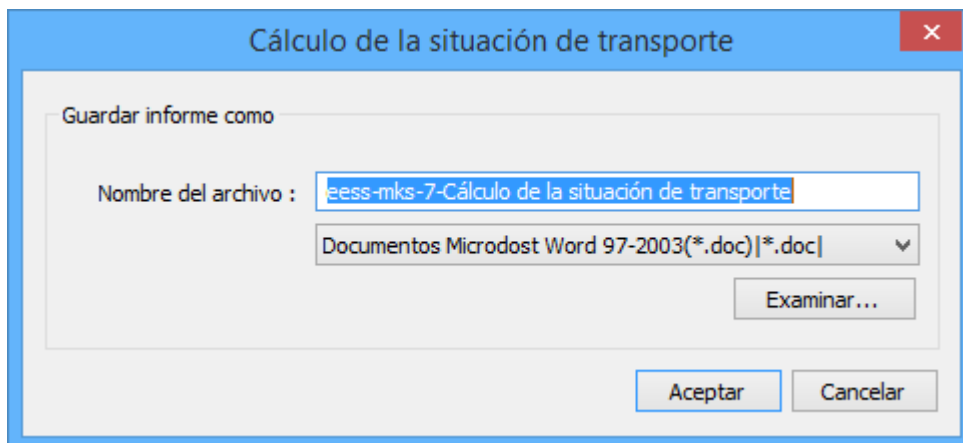 Cálculo de la situación de transporte
Guardar informe como
Nombre del archivo : eess-mks-7-Cálculo de la situación de transporte
Documentos Microdost Word 97-2003(*.doc)|*.doc|
Examinar...
Aceptar Cancelar